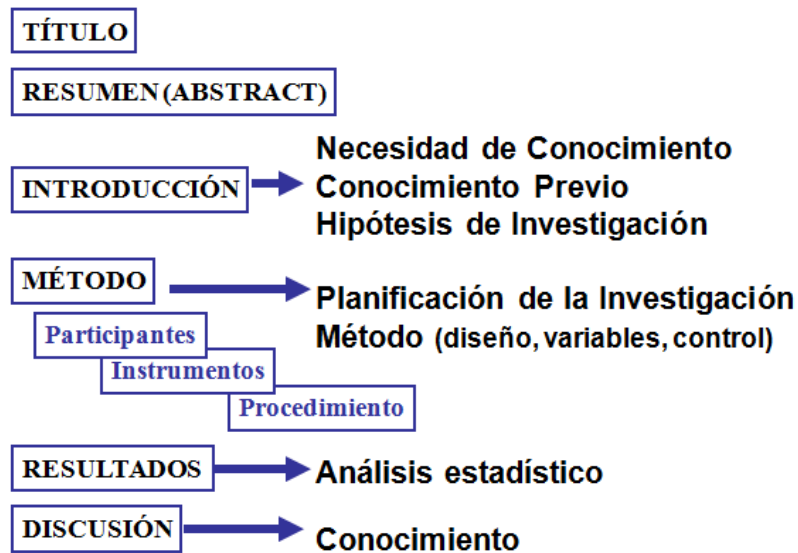 TÍTULO
RESUMEN (ABSTRACT)
Necesidad de Conocimiento
INTRODUCCIÓN
Conocimiento Previo
Hipótesis de Investigación
MÉTODO
Planificación de la Investigación
Participantes
Método (diseño, variables, control)
Instrumentos
Procedimiento
RESULTADOS
Análisis estadístico
DISCUSIÓN
Conocimiento